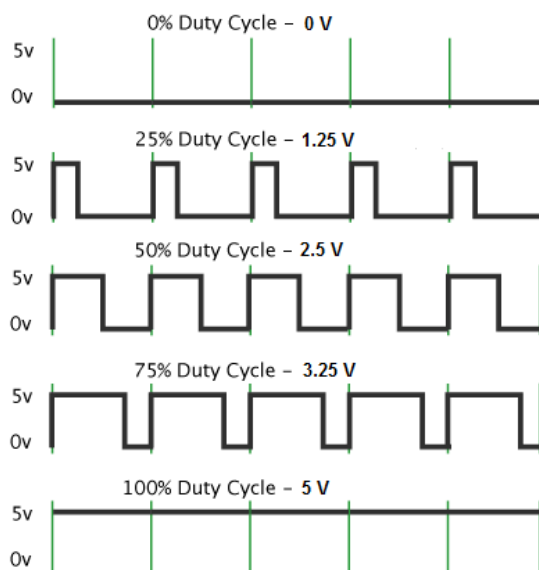 0% Duty Cycle – 0 V
5v
0v
25% Duty Cycle – 1.25 V
5v
0v
50% Duty Cycle – 2.5 V
5v
0v
75% Duty Cycle – 3.25 V
5v
0v
100% Duty Cycle – 5 V
5v
0v